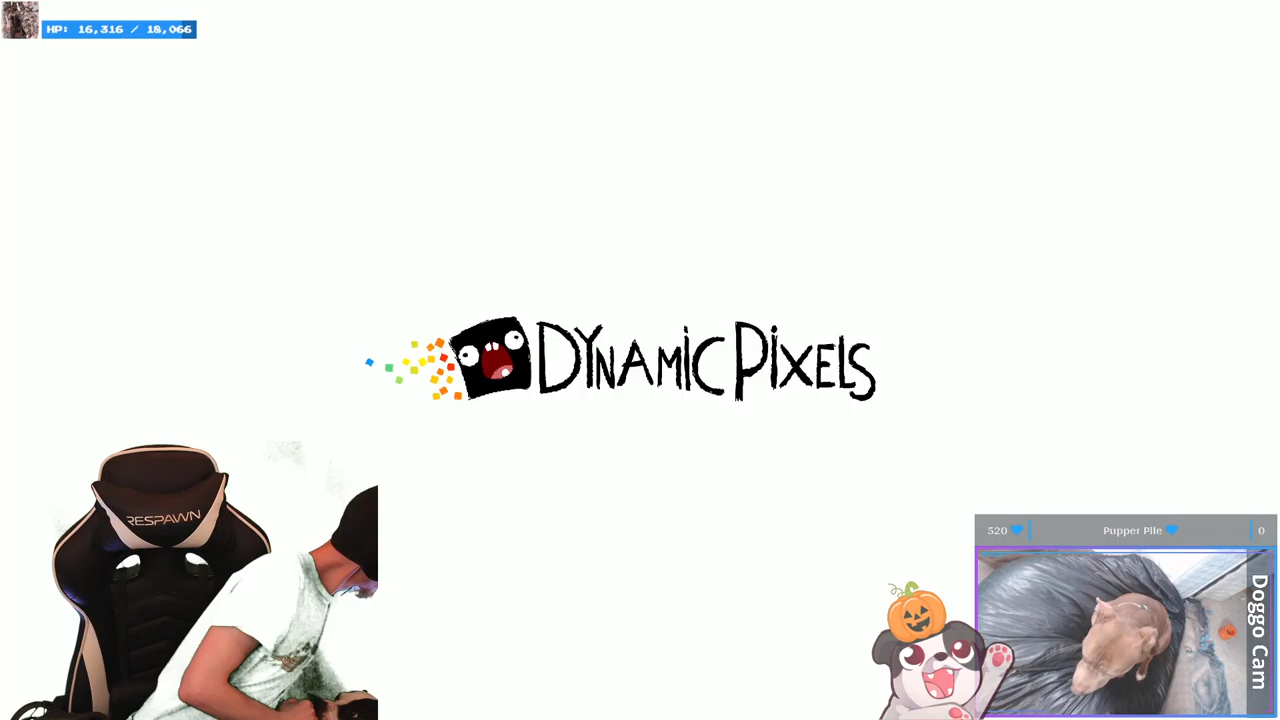 HP: 16,316 / 18,066
DYNAMIC PIXELS
RESPAWN
520 Pupper Pile 0
Doggo Cam